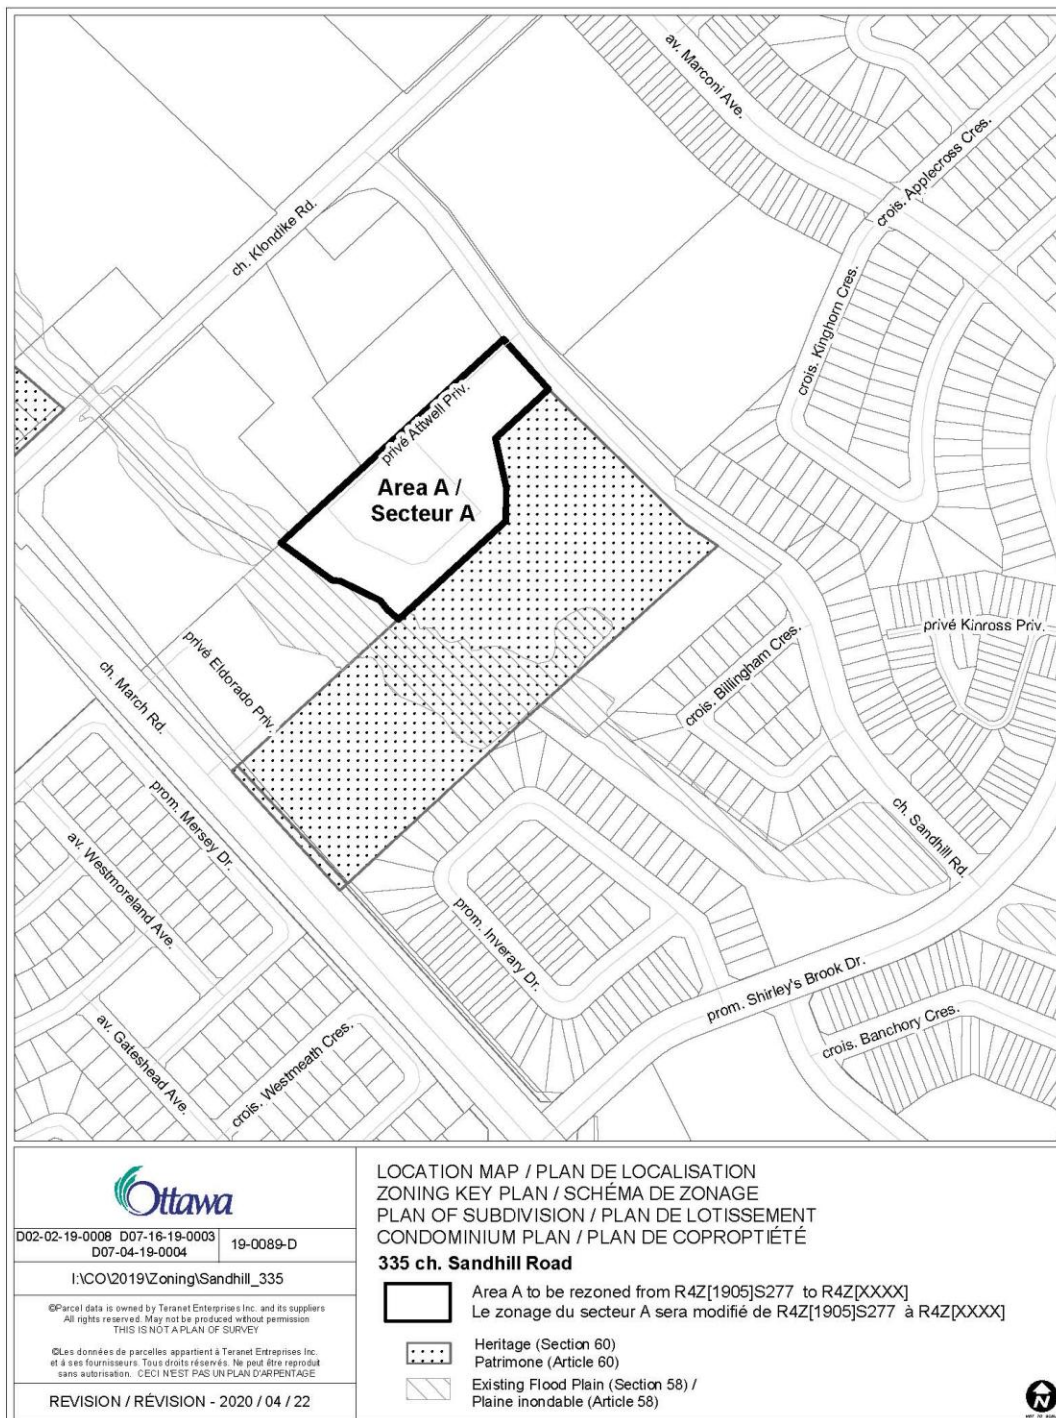 av. Marconi Ave.
crois. Applecross Cres.
ch. Klondike Rd.
crois. Kinghorn Cres.
privé Attwell Priv.
Area A /
Secteur A
privé Kinross Priv.
privé Eldorado Priv.
crois. Billingham Cres.
ch. March Rd.
prom. Mersey Dr.
ch. Sandhill Rd.
av. Westmoreland Ave.
prom. Inverary Dr.
prom. Shirley's Brook Dr.
crois. Banchory Cres.
av. Gateshead Ave.
crois. Westmeath Cres.
Ottawa
D02-02-19-0008 D07-16-19-0003
D07-04-19-0004
19-0089-D
I:\CO\2019\Zoning\Sandhill_335
©Parcel data is owned by Teranet Enterprises Inc. and its suppliers
All rights reserved. May not be produced without permission
THIS IS NOT A PLAN OF SURVEY
©Les données de parcelles appartient à Teranet Entreprises Inc.
et à ses fournisseurs. Tous droits réservés. Ne peut être reproduit
sans autorisation. CECI N'EST PAS UN PLAN D'ARPENTAGE
REVISION / RÉVISION - 2020 / 04 / 22
LOCATION MAP / PLAN DE LOCALISATION
ZONING KEY PLAN / SCHÉMA DE ZONAGE
PLAN OF SUBDIVISION / PLAN DE LOTISSEMENT
CONDOMINIUM PLAN / PLAN DE COPROPTIÉTÉ
335 ch. Sandhill Road
Area A to be rezoned from R4Z[1905]S277 to R4Z[XXXX]
Le zonage du secteur A sera modifié de R4Z[1905]S277 à R4Z[XXXX]
Heritage (Section 60)
Patrimone (Article 60)
Existing Flood Plain (Section 58) /
Plaine inondable (Article 58)
N
NOT TO SCALE